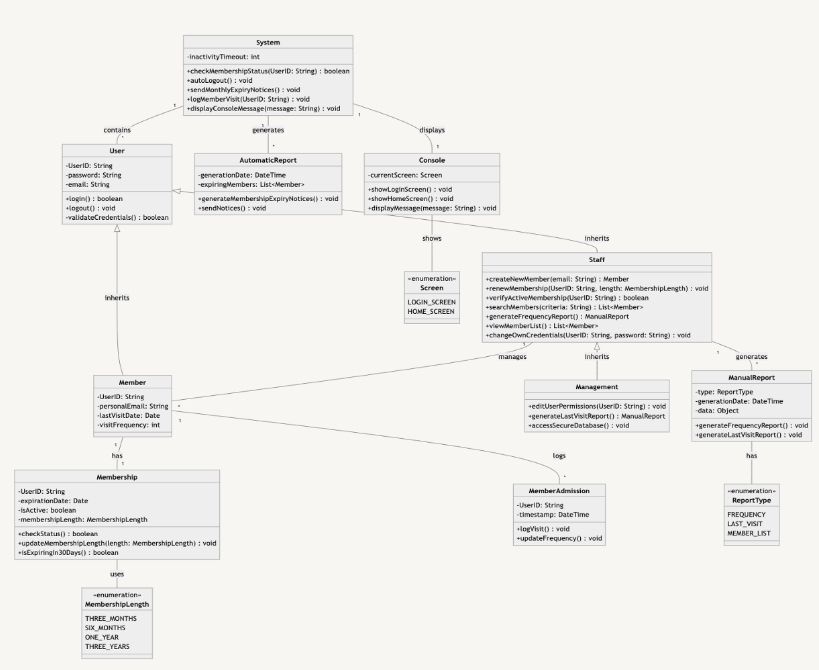 System
-inactivityTimeout: int
+checkMembershipStatus(UserID: String) : boolean
+autoLogout() : void
+sendMonthlyExpiryNotices() : void
+logMemberVisit(UserID: String) : void
+displayConsoleMessage(message: String) : void
1
1
1
contains
generates
displays
*
*
1
User
-UserID: String
-password: String
-email: String
+login() : boolean
+logout() : void
-validateCredentials() : boolean
AutomaticReport
-generationDate: DateTime
-expiringMembers: List<Member>
+generateMembershipExpiryNotices() : void
+sendNotices() : void
Console
-currentScreen: Screen
+showLoginScreen() : void
+showHomeScreen() : void
+displayMessage(message: String) : void
shows
inherits
«enumeration»
Screen
LOGIN_SCREEN
HOME_SCREEN
Staff
+createNewMember(email: String) : Member
+renewMembership(UserID: String, length: MembershipLength) : void
+verifyActiveMembership(UserID: String) : boolean
+searchMembers(criteria: String) : List<Member>
+generateFrequencyReport() : ManualReport
+viewMemberList() : List<Member>
+changeOwnCredentials(UserID: String, password: String) : void
inherits
1
manages
inherits
1
generates
*
Member
-UserID: String
-personalEmail: String
-lastVisitDate: Date
-visitFrequency: int
*
1
Management
+editUserPermissions(UserID: String) : void
+generateLastVisitReport() : ManualReport
+accessSecureDatabase() : void
ManualReport
-type: ReportType
-generationDate: DateTime
-data: Object
+generateFrequencyReport() : void
+generateLastVisitReport() : void
1
has
1
logs
*
has
Membership
-UserID: String
-expirationDate: Date
-isActive: boolean
-membershipLength: MembershipLength
+checkStatus() : boolean
+updateMembershipLength(length: MembershipLength) : void
+isExpiringIn30Days() : boolean
MemberAdmission
-UserID: String
-timestamp: DateTime
+logVisit() : void
+updateFrequency() : void
«enumeration»
ReportType
FREQUENCY
LAST_VISIT
MEMBER_LIST
uses
«enumeration»
MembershipLength
THREE_MONTHS
SIX_MONTHS
ONE_YEAR
THREE_YEARS